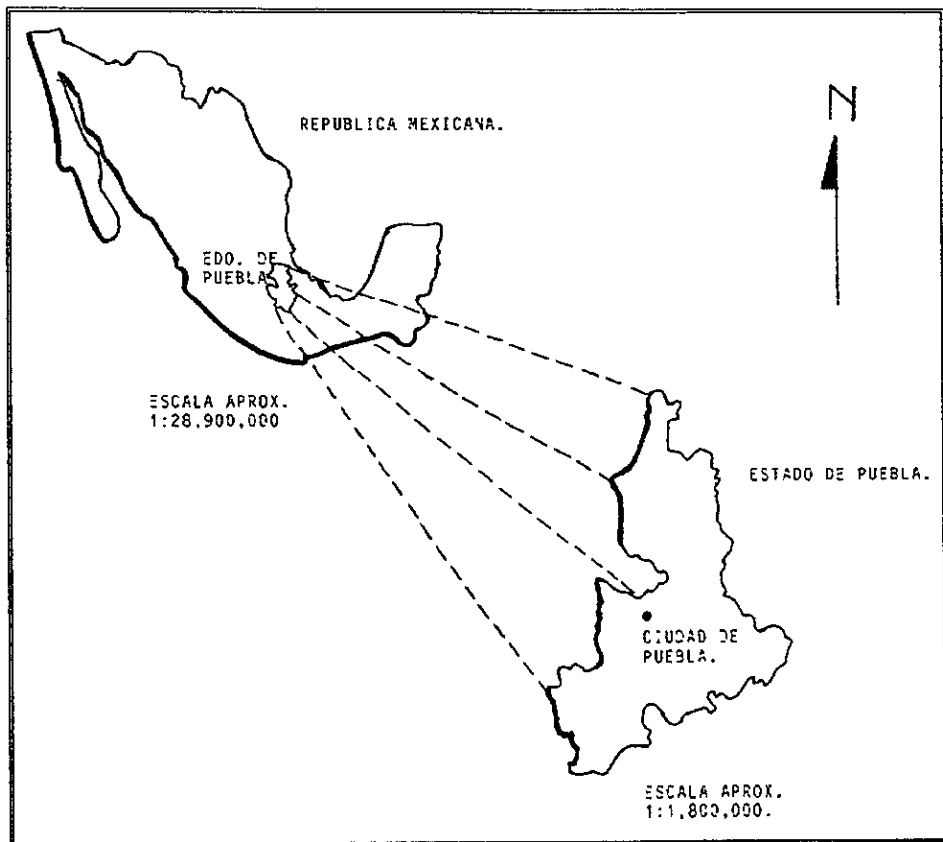 REPUBLICA MEXICANA.
N
EDO. DE
PUEBLA
ESCALA APROX.
1:28,900,000
ESTADO DE PUEBLA.
CIUDAD DE
PUEBLA.
ESCALA APROX.
1:1,800,000.